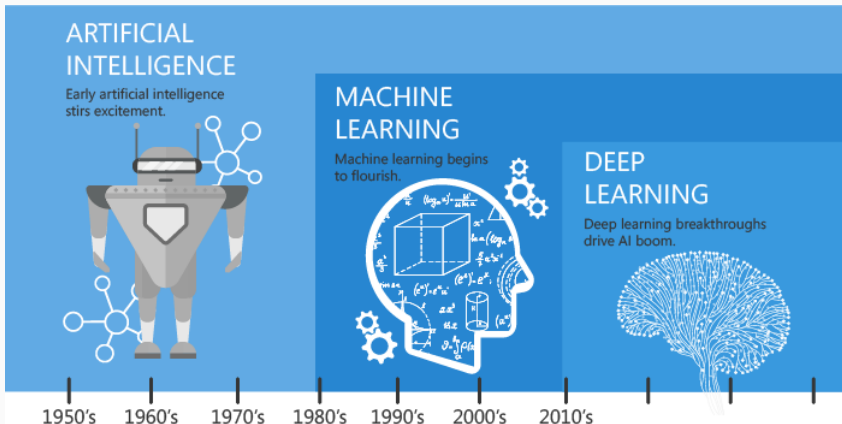 ARTIFICIAL
INTELLIGENCE
Early artificial intelligence
stirs excitement.
MACHINE
LEARNING
Machine learning begins
to flourish.
DEEP
LEARNING
Deep learning breakthroughs
drive AI boom.
1950's 1960's 1970's 1980's 1990's 2000's 2010's